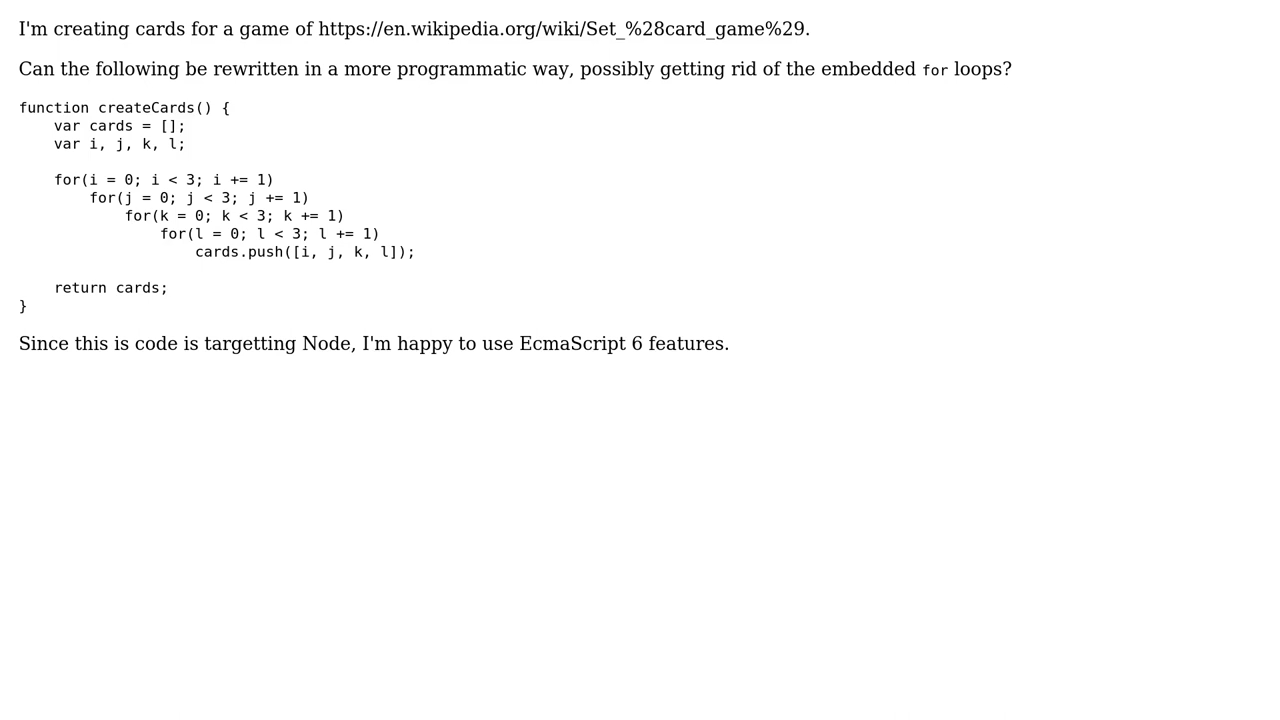 I'm creating cards for a game of https://en.wikipedia.org/wiki/Set_%28card_game%29.
Can the following be rewritten in a more programmatic way, possibly getting rid of the embedded for loops?
function createCards() {
    var cards = [];
    var i, j, k, l;

    for(i = 0; i < 3; i += 1)
        for(j = 0; j < 3; j += 1)
            for(k = 0; k < 3; k += 1)
                for(l = 0; l < 3; l += 1)
                    cards.push([i, j, k, l]);

    return cards;
}
Since this is code is targetting Node, I'm happy to use EcmaScript 6 features.